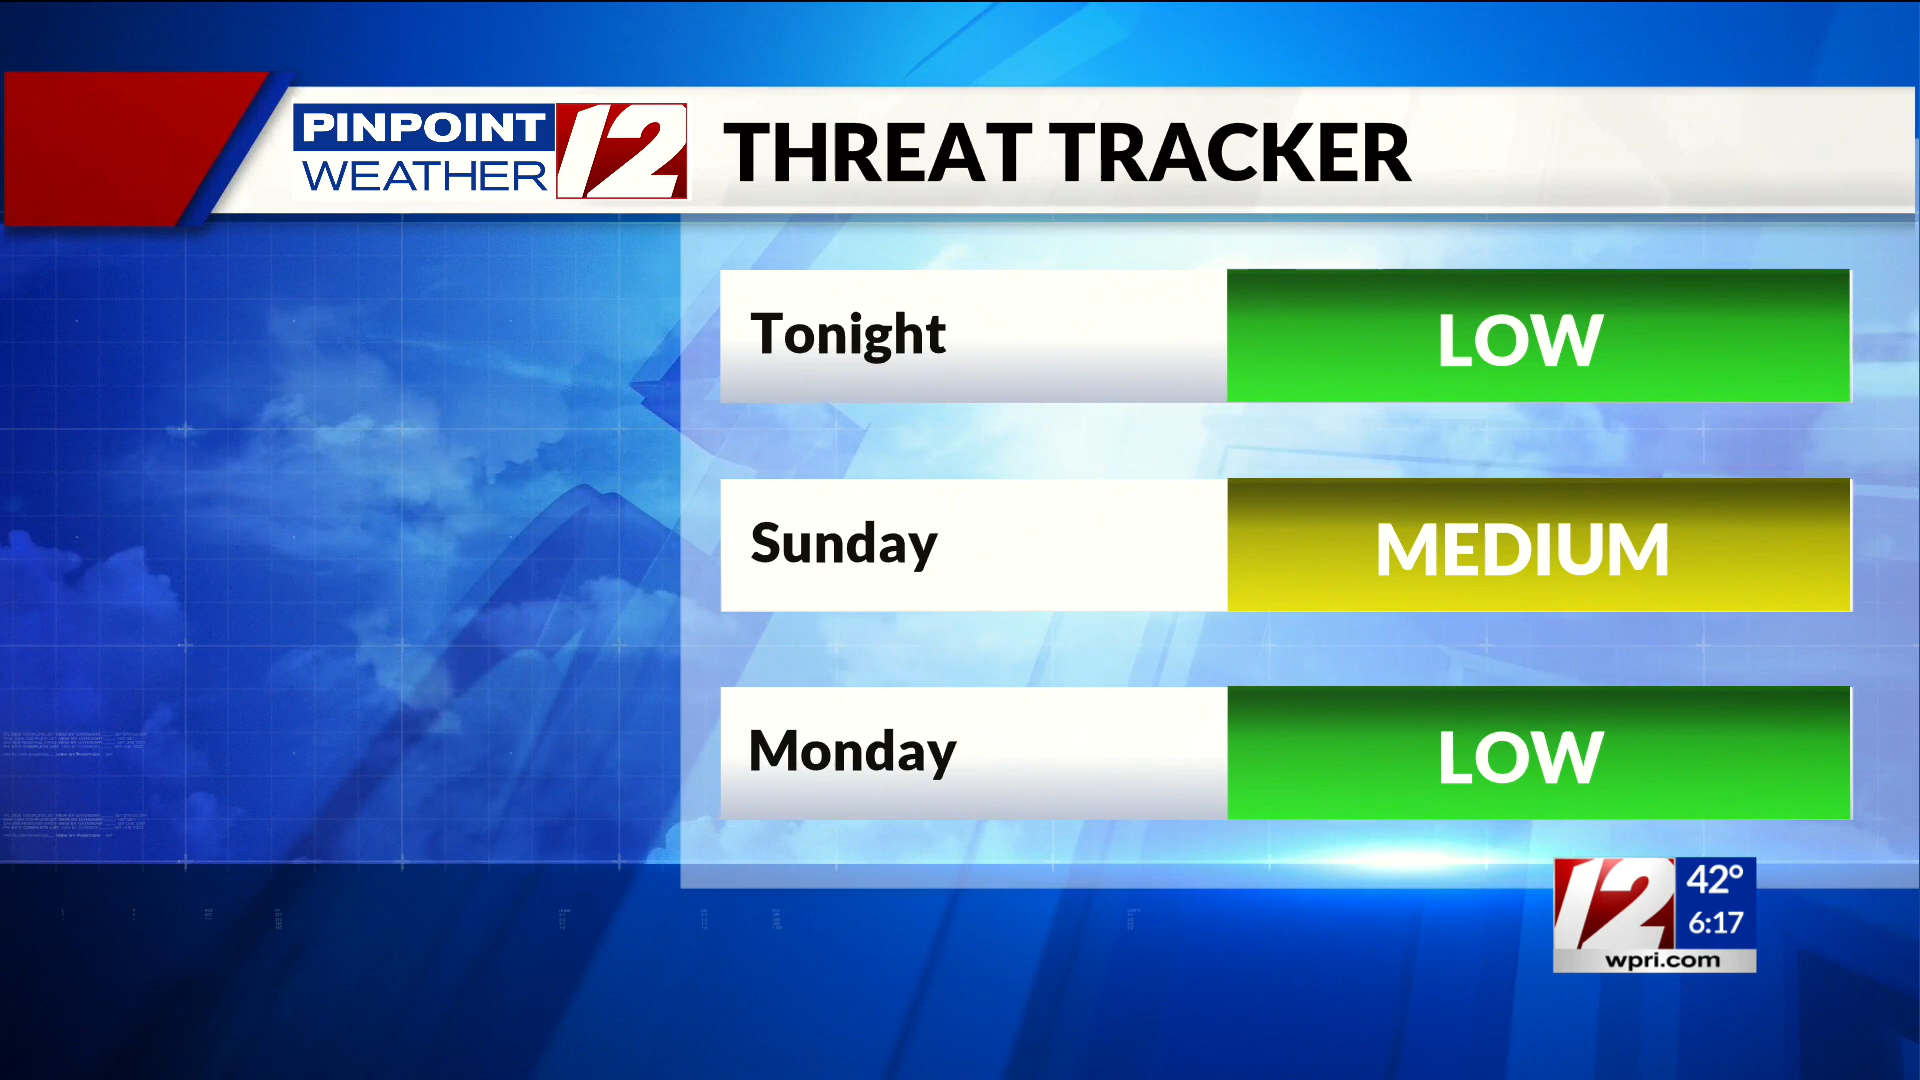 PINPOINT
WEATHER
12
THREAT TRACKER
Tonight
LOW
Sunday
MEDIUM
Monday
LOW
12
42°
6:17
wpri.com